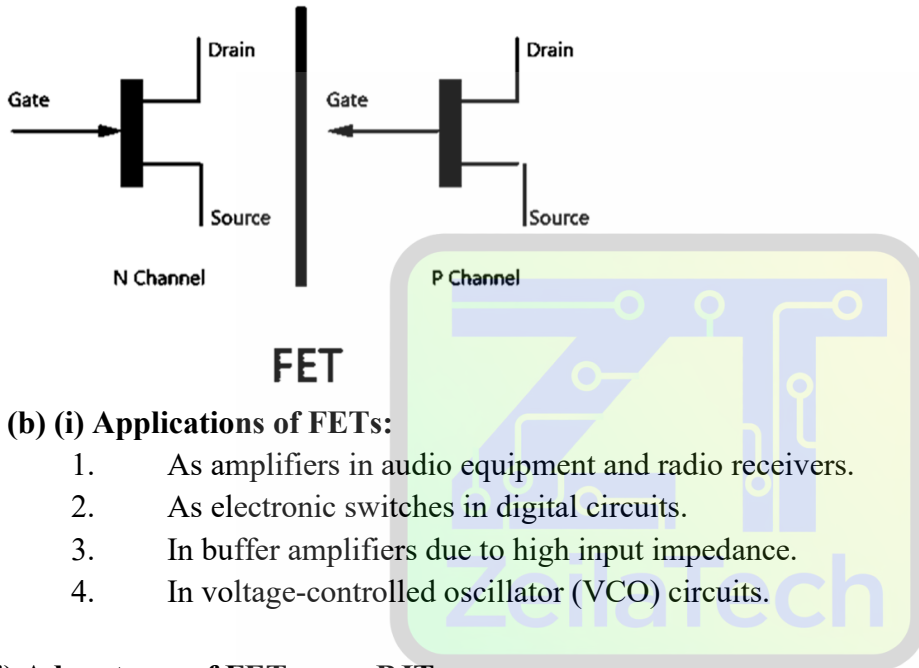 Drain Drain
Gate Gate
Source Source
N Channel P Channel
FET
(b) (i) Applications of FETs:
1. As amplifiers in audio equipment and radio receivers.
2. As electronic switches in digital circuits.
3. In buffer amplifiers due to high input impedance.
4. In voltage-controlled oscillator (VCO) circuits.
ZeilaTech